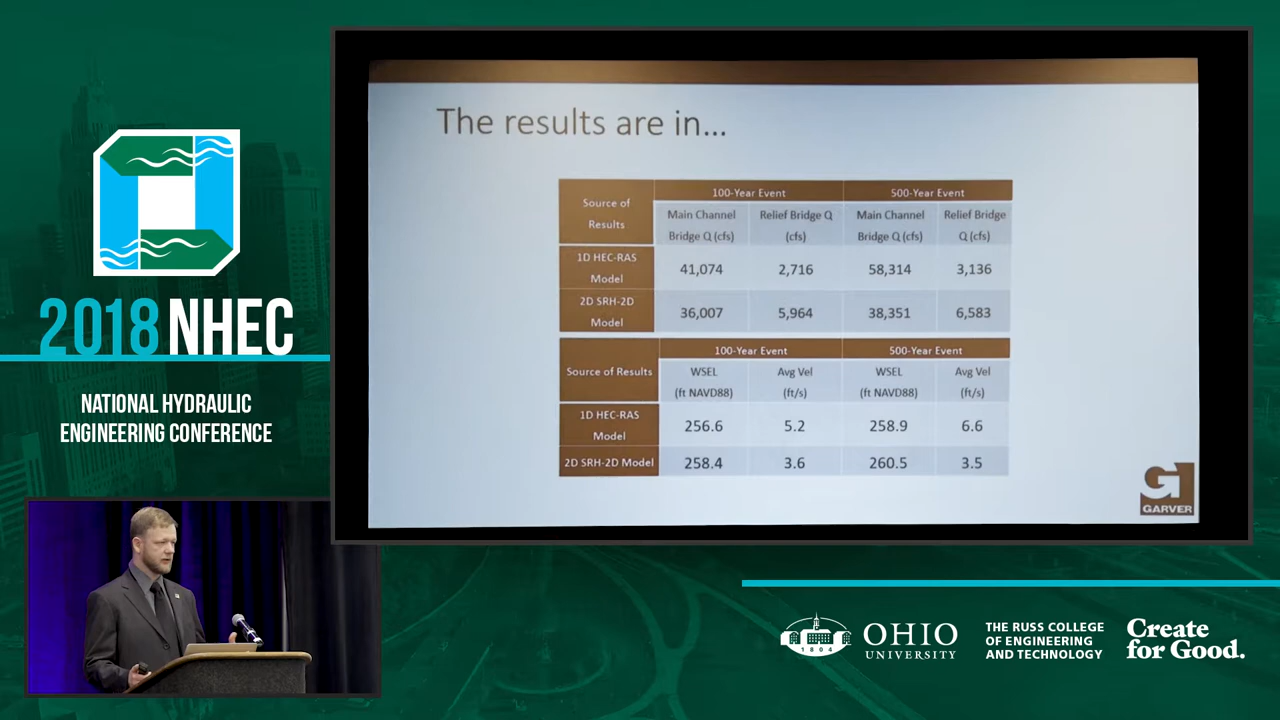 2018 NHEC
NATIONAL HYDRAULIC
ENGINEERING CONFERENCE
The results are in...
Source of
Results
100-Year Event
500-Year Event
Main Channel
Bridge Q (cfs)
Relief Bridge Q
(cfs)
Main Channel
Bridge Q (cfs)
Relief Bridge
Q (cfs)
1D HEC-RAS
Model
41,074
2,716
58,314
3,136
2D SRH-2D
Model
36,007
5,964
38,351
6,583
Source of Results
100-Year Event
500-Year Event
WSEL
(ft NAVD88)
Avg Vel
(ft/s)
WSEL
(ft NAVD88)
Avg Vel
(ft/s)
1D HEC-RAS
Model
256.6
5.2
258.9
6.6
2D SRH-2D Model
258.4
3.6
260.5
3.5
G
GARVER
1804
OHIO
UNIVERSITY
THE RUSS COLLEGE
OF ENGINEERING
AND TECHNOLOGY
Create
for Good.